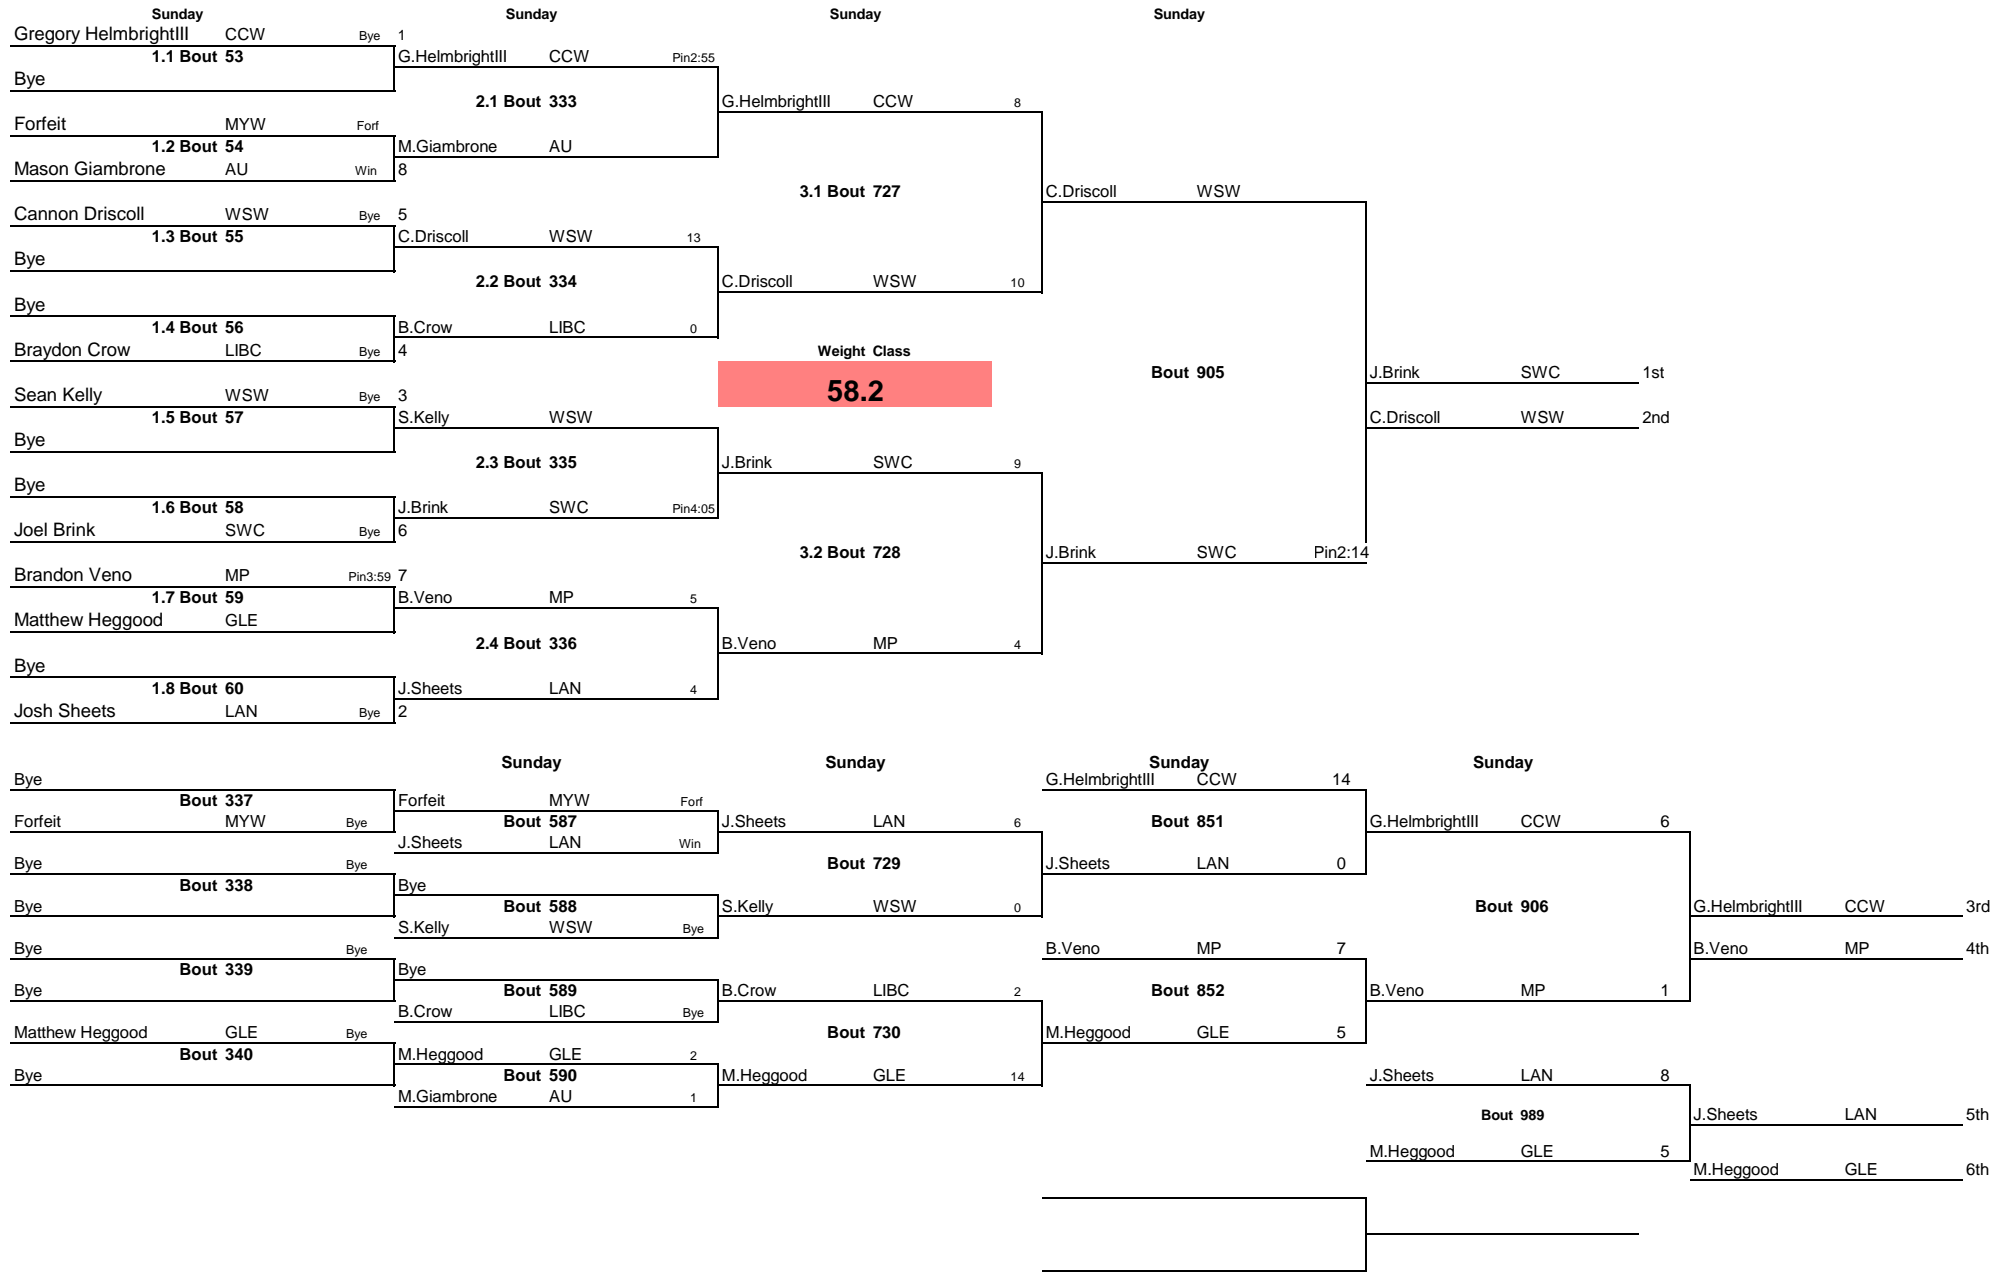 Sunday Sunday Sunday Sunday
Gregory HelmbrightIII CCW Bye 1
1.1 Bout 53 G.HelmbrightIII CCW Pin2:55
Bye
2.1 Bout 333 G.HelmbrightIII CCW 8
Forfeit MYW Forf
1.2 Bout 54 M.Giambrone AU
Mason Giambrone AU Win 8
3.1 Bout 727 C.Driscoll WSW
Cannon Driscoll WSW Bye 5
1.3 Bout 55 C.Driscoll WSW 13
Bye
2.2 Bout 334 C.Driscoll WSW 10
Bye
1.4 Bout 56 B.Crow LIBC 0
Braydon Crow LIBC Bye 4 Weight Class
Bout 905 J.Brink SWC 1st
Sean Kelly WSW Bye 3 58.2
1.5 Bout 57 S.Kelly WSW C.Driscoll WSW 2nd
Bye
2.3 Bout 335 J.Brink SWC 9
Bye
1.6 Bout 58 J.Brink SWC Pin4:05
Joel Brink SWC Bye 6
3.2 Bout 728 J.Brink SWC Pin2:14
Brandon Veno MP Pin3:59 7
1.7 Bout 59 B.Veno MP 5
Matthew Heggood GLE
2.4 Bout 336 B.Veno MP 4
Bye
1.8 Bout 60 J.Sheets LAN 4
Josh Sheets LAN Bye 2
Sunday Sunday Sunday Sunday
Bye G.HelmbrightIII CCW 14
Bout 337 Forfeit MYW Forf
Forfeit MYW Bye Bout 587 J.Sheets LAN 6 Bout 851 G.HelmbrightIII CCW 6
J.Sheets LAN Win
Bye Bye Bout 729 J.Sheets LAN 0
Bout 338 Bye
Bye Bout 588 S.Kelly WSW 0 Bout 906 G.HelmbrightIII CCW 3rd
S.Kelly WSW Bye
Bye Bye B.Veno MP 7 B.Veno MP 4th
Bout 339 Bye
Bye Bout 589 B.Crow LIBC 2 Bout 852 B.Veno MP 1
B.Crow LIBC Bye
Matthew Heggood GLE Bye Bout 730 M.Heggood GLE 5
Bout 340 M.Heggood GLE 2
Bye Bout 590 M.Heggood GLE 14 J.Sheets LAN 8
M.Giambrone AU 1
Bout 989 J.Sheets LAN 5th
M.Heggood GLE 5
M.Heggood GLE 6th